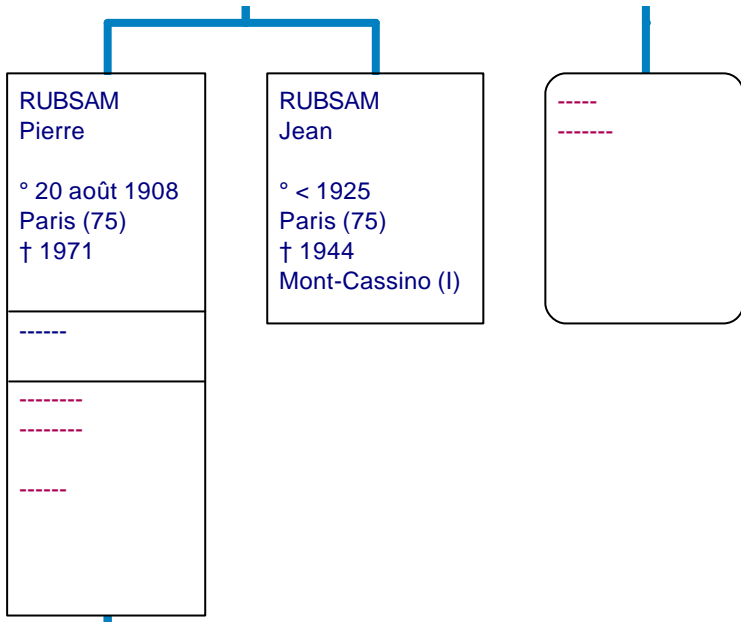 RUBSAM
Pierre
° 20 août 1908
Paris (75)
† 1971
------
--------
--------
------
RUBSAM
Jean
° < 1925
Paris (75)
† 1944
Mont-Cassino (I)
-----
-------